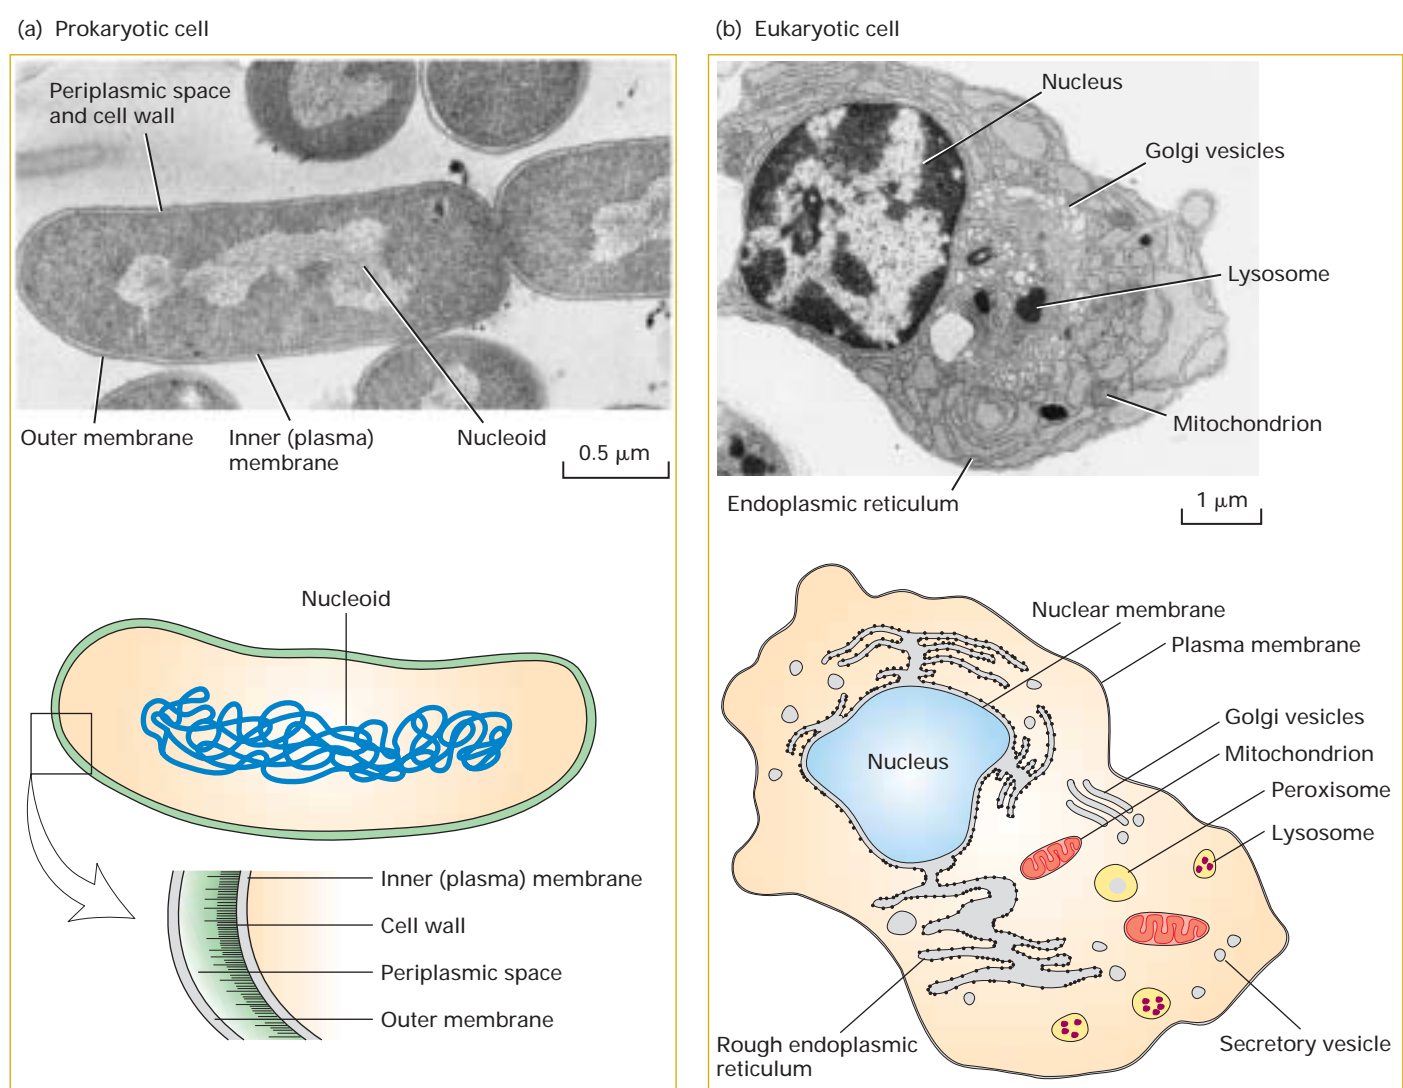 (a) Prokaryotic cell
Periplasmic space
and cell wall
Outer membrane
Inner (plasma)
membrane
Nucleoid
0.5 μm
Nucleoid
Inner (plasma) membrane
Cell wall
Periplasmic space
Outer membrane
(b) Eukaryotic cell
Nucleus
Golgi vesicles
Lysosome
Mitochondrion
Endoplasmic reticulum
1 μm
Nuclear membrane
Plasma membrane
Golgi vesicles
Mitochondrion
Peroxisome
Lysosome
Nucleus
Rough endoplasmic
reticulum
Secretory vesicle